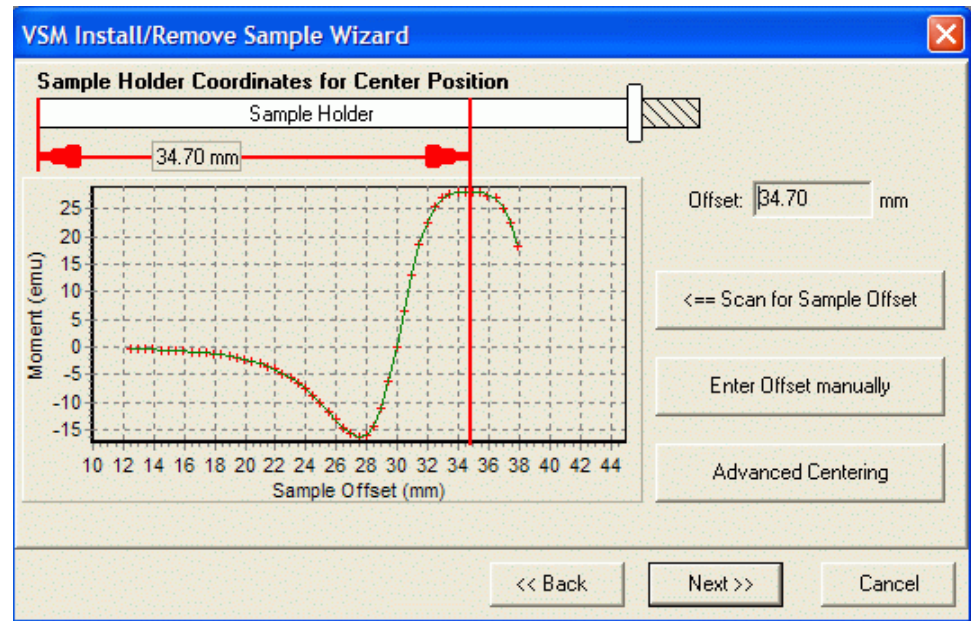 VSM Install/Remove Sample Wizard
Sample Holder Coordinates for Center Position
Sample Holder
34.70 mm
Offset: 34.70 mm
25
20
15
10
5
0
-5
-10
-15
Moment (emu)
10 12 14 16 18 20 22 24 26 28 30 32 34 36 38 40 42 44
Sample Offset (mm)
<== Scan for Sample Offset
Enter Offset manually
Advanced Centering
<< Back
Next >>
Cancel